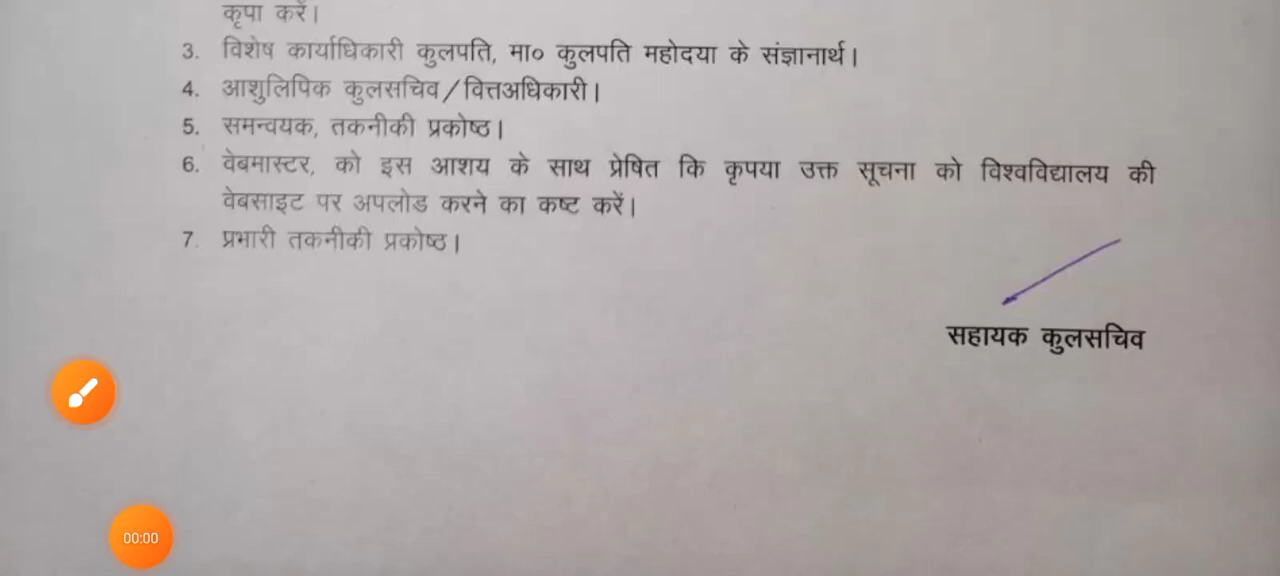 कृपा करें।
3. विशेष कार्याधिकारी कुलपति, मा० कुलपति महोदया के संज्ञानार्थ।
4. आशुलिपिक कुलसचिव/वित्तअधिकारी।
5. समन्वयक, तकनीकी प्रकोष्ठ।
6. वेबमास्टर, को इस आशय के साथ प्रेषित कि कृपया उक्त सूचना को विश्वविद्यालय की
वेबसाइट पर अपलोड करने का कष्ट करें।
7. प्रभारी तकनीकी प्रकोष्ठ।
सहायक कुलसचिव
00:00